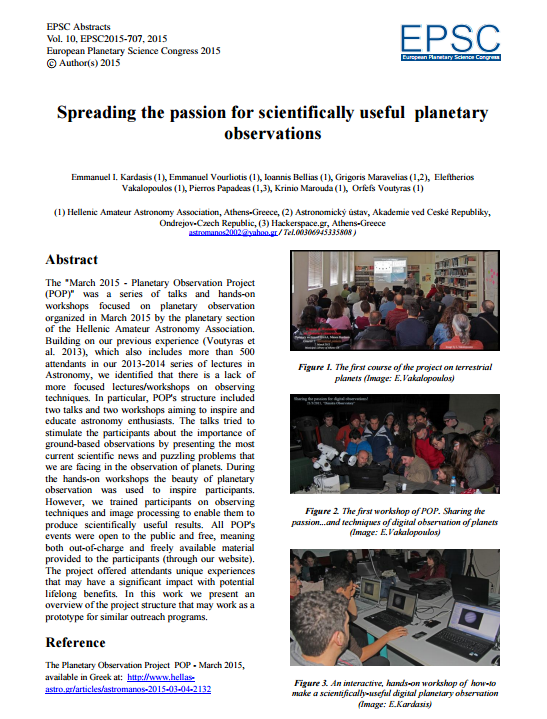 EPSC Abstracts
Vol. 10, EPSC2015-707, 2015
European Planetary Science Congress 2015
© Author(s) 2015
EPSC
European Planetary Science Congress
Spreading the passion for scientifically useful planetary
observations
Emmanuel I. Kardasis (1), Emmanuel Vourliotis (1), Ioannis Bellias (1), Grigoris Maravelias (1,2), Eleftherios
Vakalopoulos (1), Pierros Papadeas (1,3), Krinio Marouda (1), Orfefs Voutyras (1)
(1) Hellenic Amateur Astronomy Association, Athens-Greece, (2) Astronomický ústav, Akademie ved Ceské Republiky,
Ondrejov-Czech Republic, (3) Hackerspace.gr, Athens-Greece
astromanos2002@yahoo.gr / Tel.00306945335808 )
Abstract
The "March 2015 - Planetary Observation Project
(POP)" was a series of talks and hands-on
workshops focused on planetary observation
organized in March 2015 by the planetary section
of the Hellenic Amateur Astronomy Association.
Building on our previous experience (Voutyras et
al. 2013), which also includes more than 500
attendants in our 2013-2014 series of lectures in
Astronomy, we identified that there is a lack of
more focused lectures/workshops on observing
techniques. In particular, POP's structure included
two talks and two workshops aiming to inspire and
educate astronomy enthusiasts. The talks tried to
stimulate the participants about the importance of
ground-based observations by presenting the most
current scientific news and puzzling problems that
we are facing in the observation of planets. During
the hands-on workshops the beauty of planetary
observation was used to inspire participants.
However, we trained participants on observing
techniques and image processing to enable them to
produce scientifically useful results. All POP's
events were open to the public and free, meaning
both out-of-charge and freely available material
provided to the participants (through our website).
The project offered attendants unique experiences
that may have a significant impact with potential
lifelong benefits. In this work we present an
overview of the project structure that may work as a
prototype for similar outreach programs.
Reference
The Planetary Observation Project POP - March 2015,
available in Greek at: http://www.hellas-
astro.gr/articles/astromanos-2015-03-04-2132
Figure 1. The first course of the project on terrestrial
planets (Image: E.Vakalopoulos)
Sharing the passion for digital observations!
Figure 2. The first workshop of POP. Sharing the
passion...and techniques of digital observation of planets
(Image: E.Vakalopoulos)
Figure 3. An interactive, hands-on workshop of how-to
make a scientifically-useful digital planetary observation
(Image: E.Kardasis)